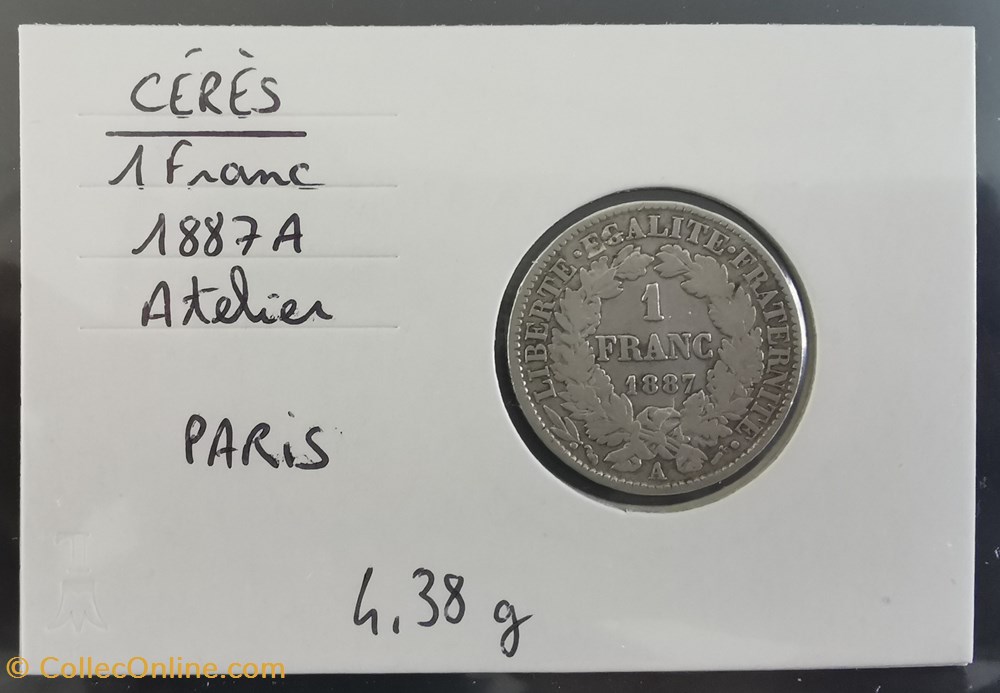 CÉRÈS
1 Franc
1887 A
Atelier
PARiS
4,38 g
LIBERTE · EGALITE · FRATERNITE
1
FRANC
1887
A
© CollecOnline.com